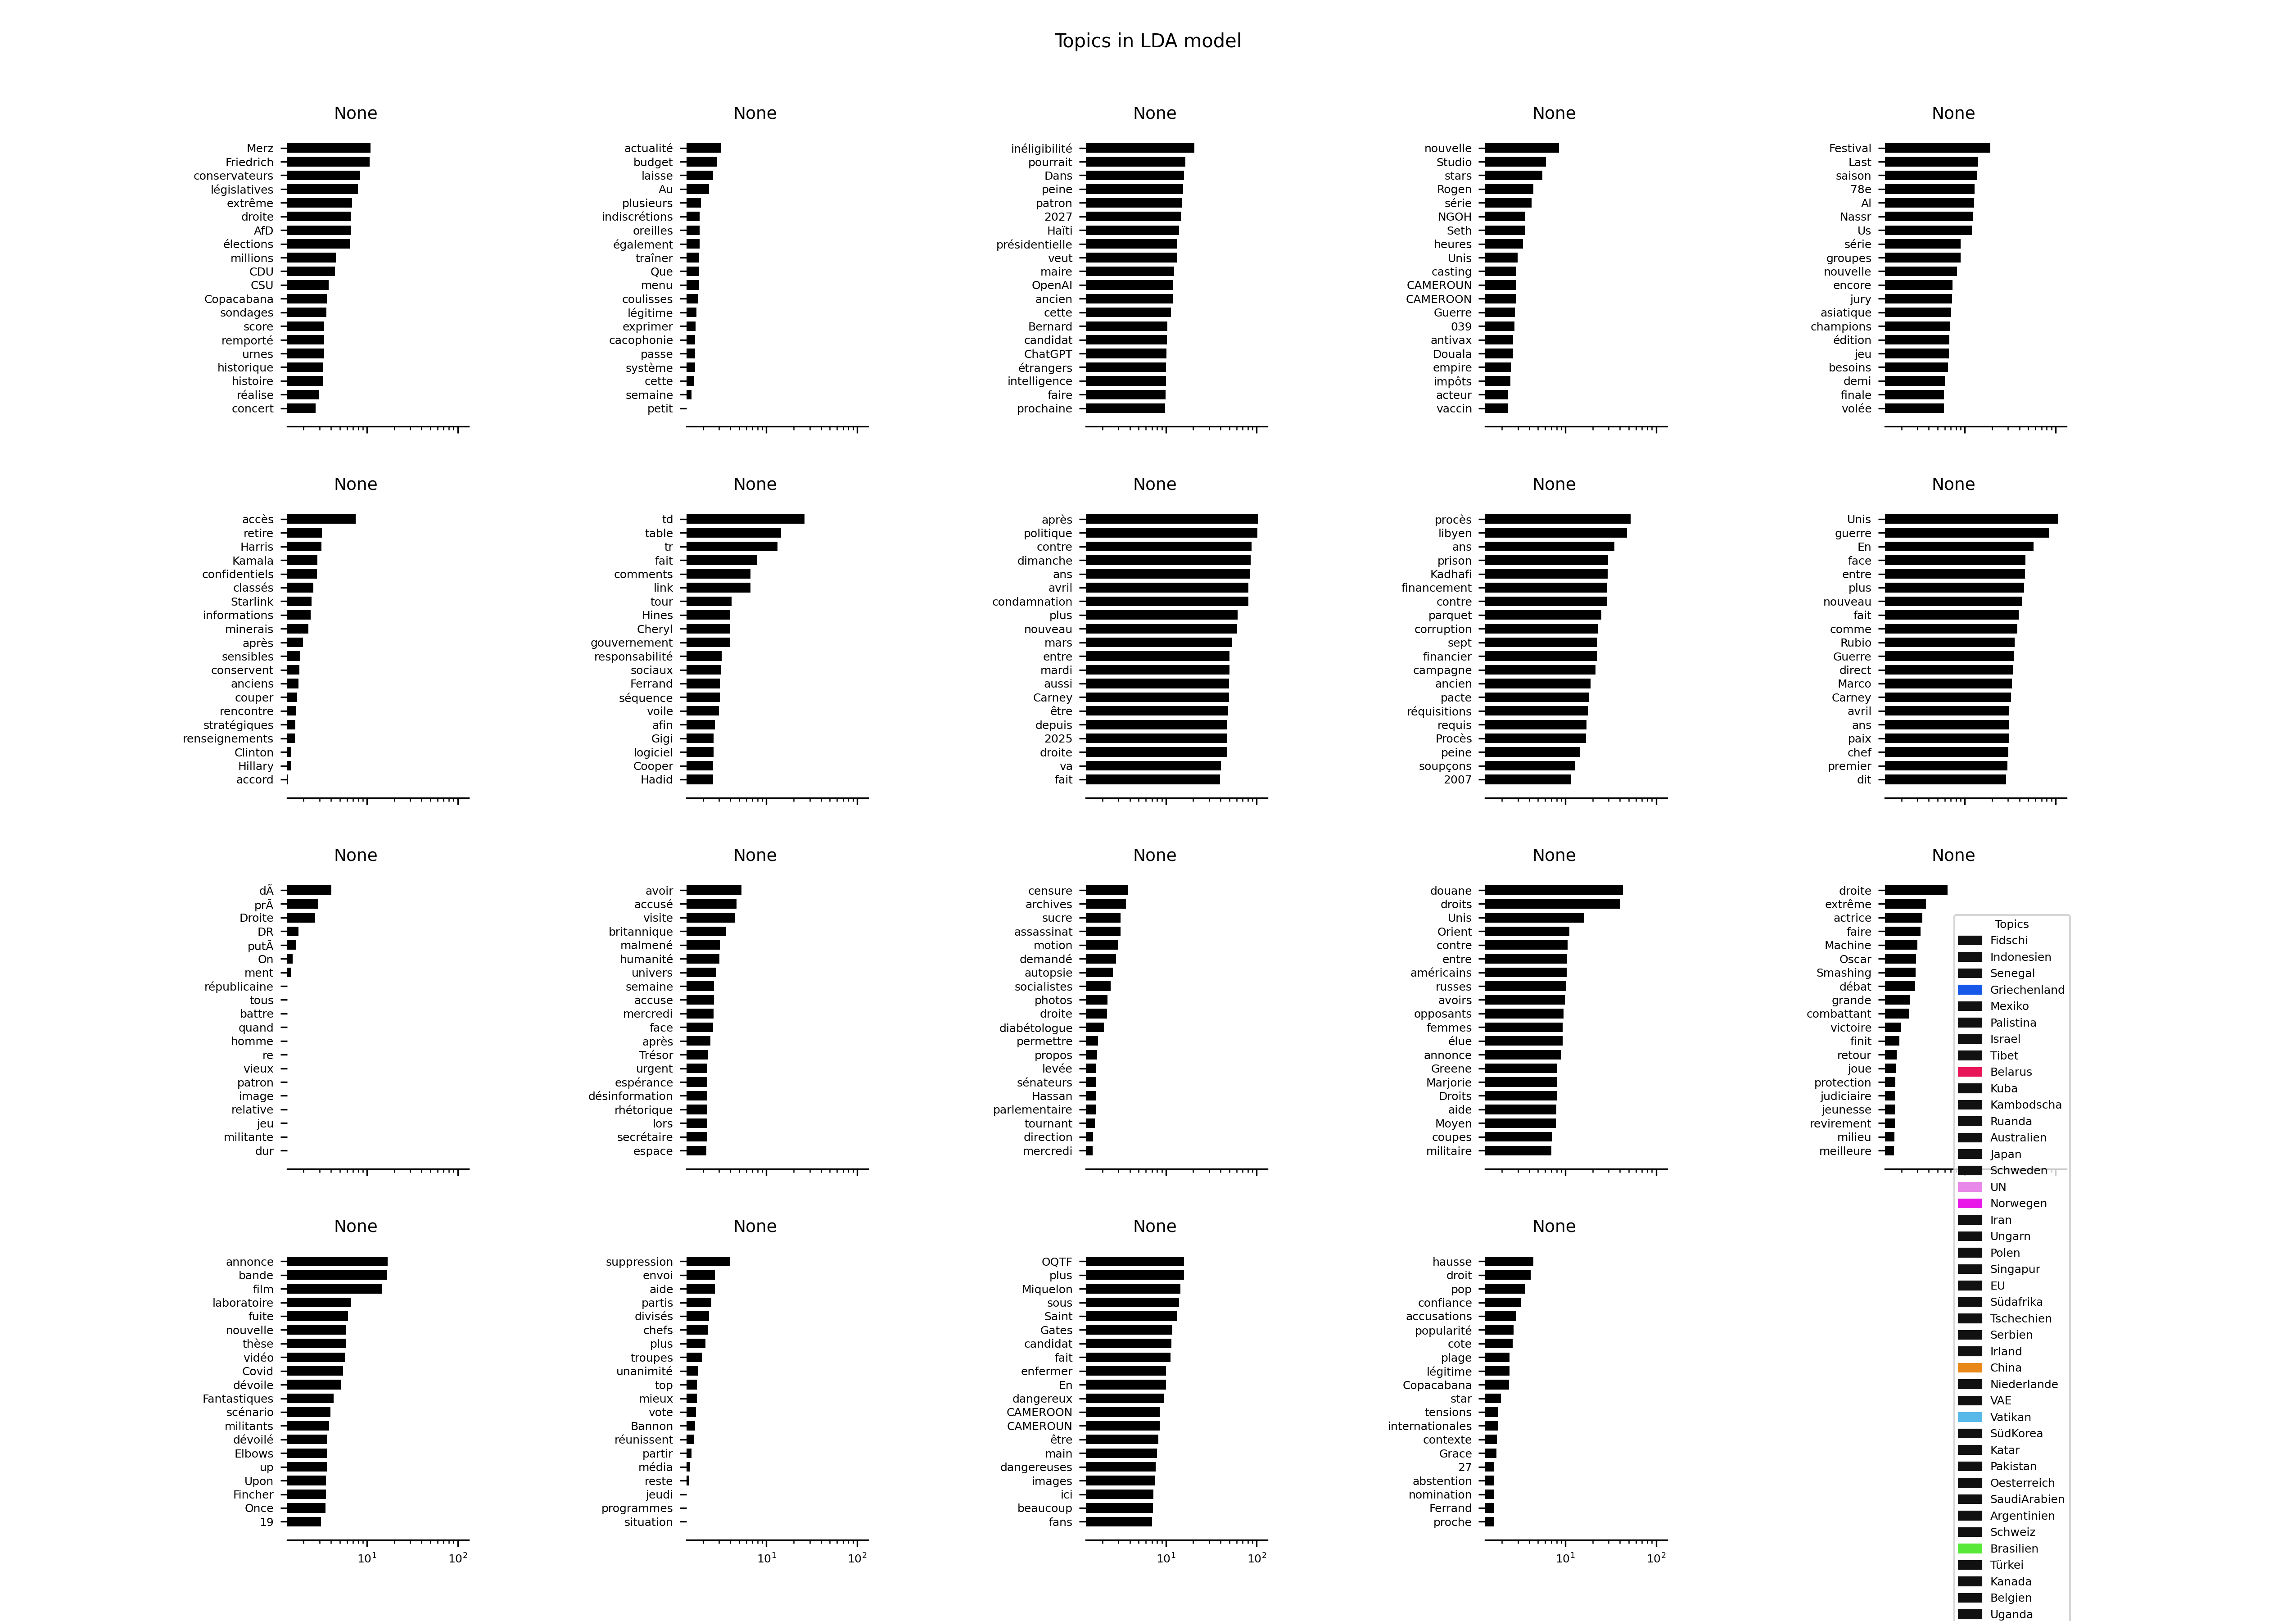 Topics in LDA model
None
Merz
Friedrich
conservateurs
législatives
extrême
droite
AfD
élections
millions
CDU
CSU
Copacabana
sondages
score
remporté
urnes
historique
histoire
réalise
concert
None
actualité
budget
laisse
Au
plusieurs
indiscrétions
oreilles
également
traîner
Que
menu
coulisses
légitime
exprimer
cacophonie
passe
système
cette
semaine
petit
None
inéligibilité
pourrait
Dans
peine
patron
2027
Haïti
présidentielle
veut
maire
OpenAI
ancien
cette
Bernard
candidat
ChatGPT
étrangers
intelligence
faire
prochaine
None
nouvelle
Studio
stars
Rogen
série
NGOH
Seth
heures
Unis
casting
CAMEROUN
CAMEROON
Guerre
039
antivax
Douala
empire
impôts
acteur
vaccin
None
Festival
Last
saison
78e
Al
Nassr
Us
série
groupes
nouvelle
encore
jury
asiatique
champions
édition
jeu
besoins
demi
finale
volée
None
accès
retire
Harris
Kamala
confidentiels
classés
Starlink
informations
minerais
après
sensibles
conservent
anciens
couper
rencontre
stratégiques
renseignements
Clinton
Hillary
accord
None
td
table
tr
fait
comments
link
tour
Hines
Cheryl
gouvernement
responsabilité
sociaux
Ferrand
séquence
voile
afin
Gigi
logiciel
Cooper
Hadid
None
après
politique
contre
dimanche
ans
avril
condamnation
plus
nouveau
mars
entre
mardi
aussi
Carney
être
depuis
2025
droite
va
fait
None
procès
libyen
ans
prison
Kadhafi
financement
contre
parquet
corruption
sept
financier
campagne
ancien
pacte
réquisitions
requis
Procès
peine
soupçons
2007
None
Unis
guerre
En
face
entre
plus
nouveau
fait
comme
Rubio
Guerre
direct
Marco
Carney
avril
ans
paix
chef
premier
dit
None
dÃ
prÃ
Droite
DR
putÃ
On
ment
républicaine
tous
battre
quand
homme
re
vieux
patron
image
relative
jeu
militante
dur
None
avoir
accusé
visite
britannique
malmené
humanité
univers
semaine
accuse
mercredi
face
après
Trésor
urgent
espérance
désinformation
rhétorique
lors
secrétaire
espace
None
censure
archives
sucre
assassinat
motion
demandé
autopsie
socialistes
photos
droite
diabétologue
permettre
propos
levée
sénateurs
Hassan
parlementaire
tournant
direction
mercredi
None
douane
droits
Unis
Orient
contre
entre
américains
russes
avoirs
opposants
femmes
élue
annonce
Greene
Marjorie
Droits
aide
Moyen
coupes
militaire
None
droite
extrême
actrice
faire
Machine
Oscar
Smashing
débat
grande
combattant
victoire
finit
retour
joue
protection
judiciaire
jeunesse
revirement
milieu
meilleure
None
annonce
bande
film
laboratoire
fuite
nouvelle
thèse
vidéo
Covid
dévoile
Fantastiques
scénario
militants
dévoilé
Elbows
up
Upon
Fincher
Once
19
10¹ 10²
None
suppression
envoi
aide
partis
divisés
chefs
plus
troupes
unanimité
top
mieux
vote
Bannon
réunissent
partir
média
reste
jeudi
programmes
situation
10¹ 10²
None
OQTF
plus
Miquelon
sous
Saint
Gates
candidat
fait
enfermer
En
dangereux
CAMEROON
CAMEROUN
être
main
dangereuses
images
ici
beaucoup
fans
10¹ 10²
None
hausse
droit
pop
confiance
accusations
popularité
cote
plage
légitime
Copacabana
star
tensions
internationales
contexte
Grace
27
abstention
nomination
Ferrand
proche
10¹ 10²
Topics
Fidschi
Indonesien
Senegal
Griechenland
Mexiko
Palistina
Israel
Tibet
Belarus
Kuba
Kambodscha
Ruanda
Australien
Japan
Schweden
UN
Norwegen
Iran
Ungarn
Polen
Singapur
EU
Südafrika
Tschechien
Serbien
Irland
China
Niederlande
VAE
Vatikan
SüdKorea
Katar
Pakistan
Oesterreich
SaudiArabien
Argentinien
Schweiz
Brasilien
Türkei
Kanada
Belgien
Uganda